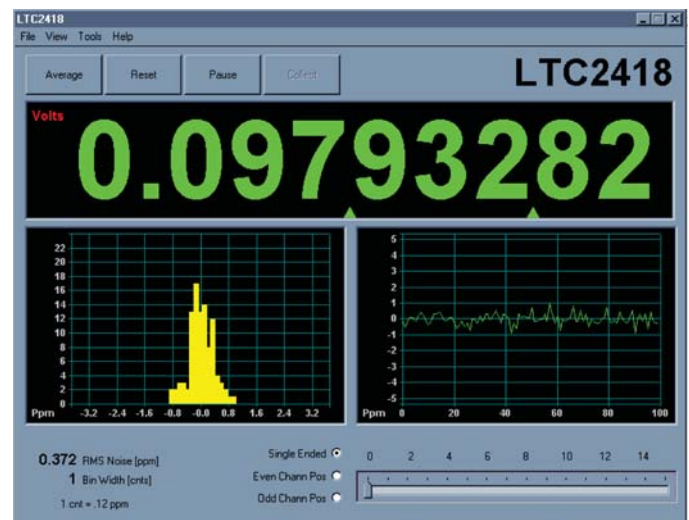 LTC2418
File View Tools Help
Average Reset Pause Collect
LTC2418
Volts
0.09793282
22
20
18
16
14
12
10
8
6
4
2
0
Ppm -3.2 -2.4 -1.6 -0.8 -0.0 0.8 1.6 2.4 3.2
5
4
3
2
1
0
-1
-2
-3
-4
-5
Ppm 0 20 40 60 80 100
0.372 RMS Noise [ppm]
1 Bin Width [cnts]
1 cnt = .12 ppm
Single Ended
Even Chann Pos
Odd Chann Pos
0 2 4 6 8 10 12 14